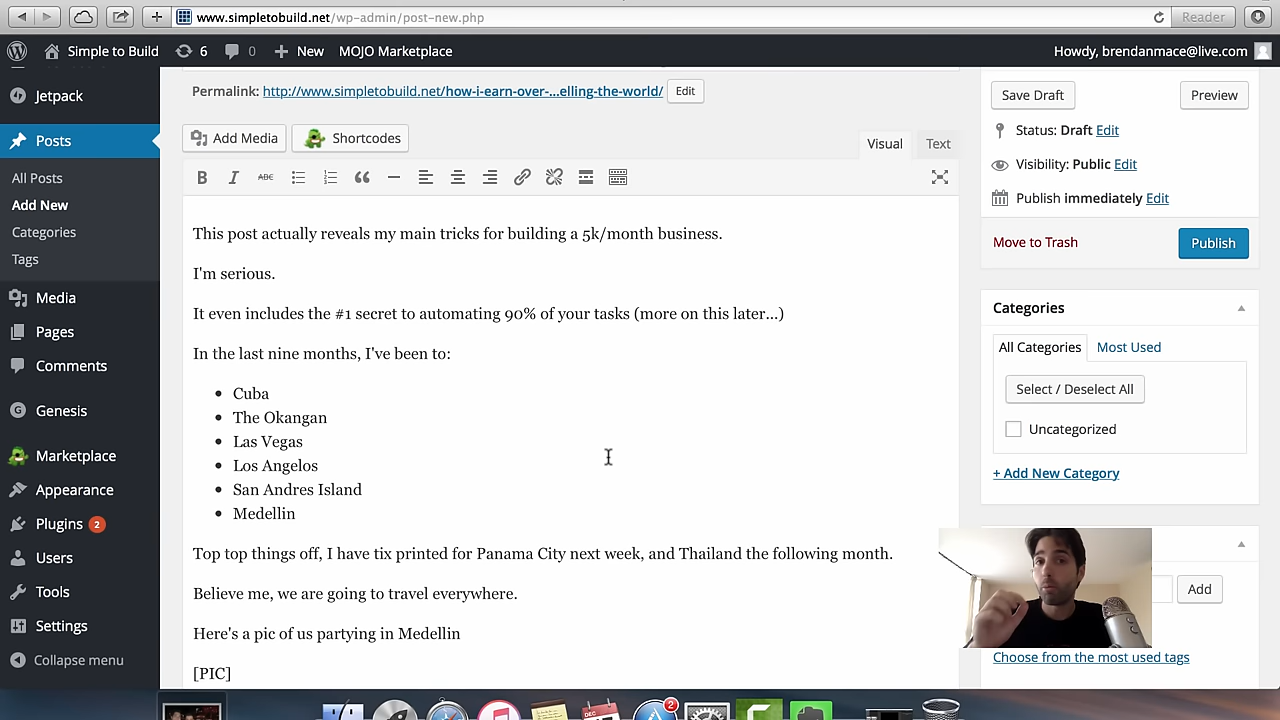 www.simpletobuild.net/wp-admin/post-new.php
Reader
Simple to Build
6
0
New
MOJO Marketplace
Howdy, brendanmace@live.com
Jetpack
Posts
All Posts
Add New
Categories
Tags
Media
Pages
Comments
Genesis
Marketplace
Appearance
Plugins 2
Users
Tools
Settings
Collapse menu
Permalink: http://www.simpletobuild.net/how-i-earn-over-...elling-the-world/ Edit
Add Media
Shortcodes
Visual
Text
B I ABC
This post actually reveals my main tricks for building a 5k/month business.
I'm serious.
It even includes the #1 secret to automating 90% of your tasks (more on this later...)
In the last nine months, I've been to:
Cuba
The Okangan
Las Vegas
Los Angelos
San Andres Island
Medellin
Top top things off, I have tix printed for Panama City next week, and Thailand the following month.
Believe me, we are going to travel everywhere.
Here's a pic of us partying in Medellin
[PIC]
Save Draft
Preview
Status: Draft Edit
Visibility: Public Edit
Publish immediately Edit
Move to Trash
Publish
Categories
All Categories
Most Used
Select / Deselect All
Uncategorized
+ Add New Category
Add
Choose from the most used tags
DEC
2